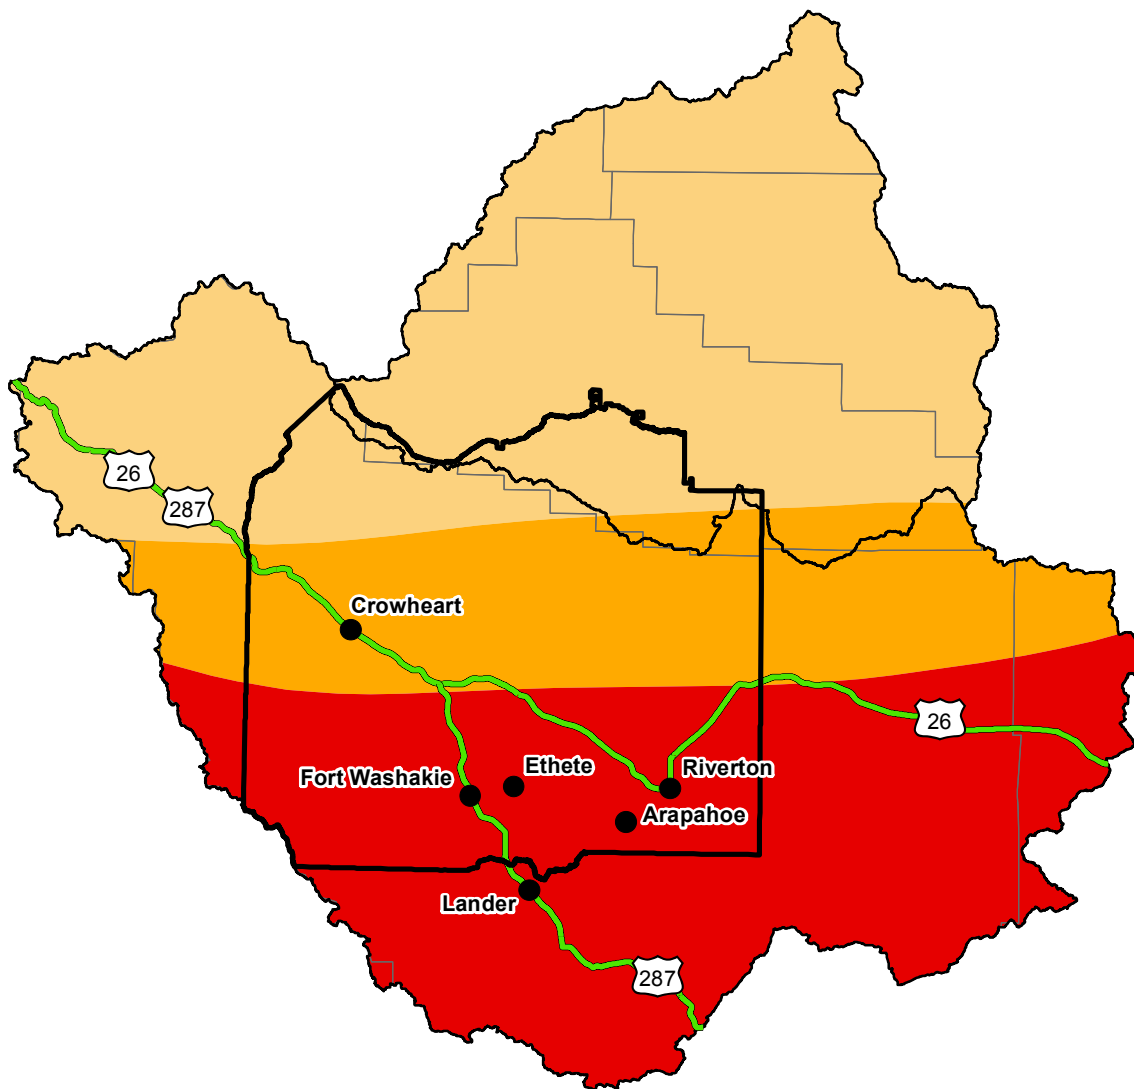 26
287
Crowheart
26
Ethete
Riverton
Fort Washakie
Arapahoe
Lander
287